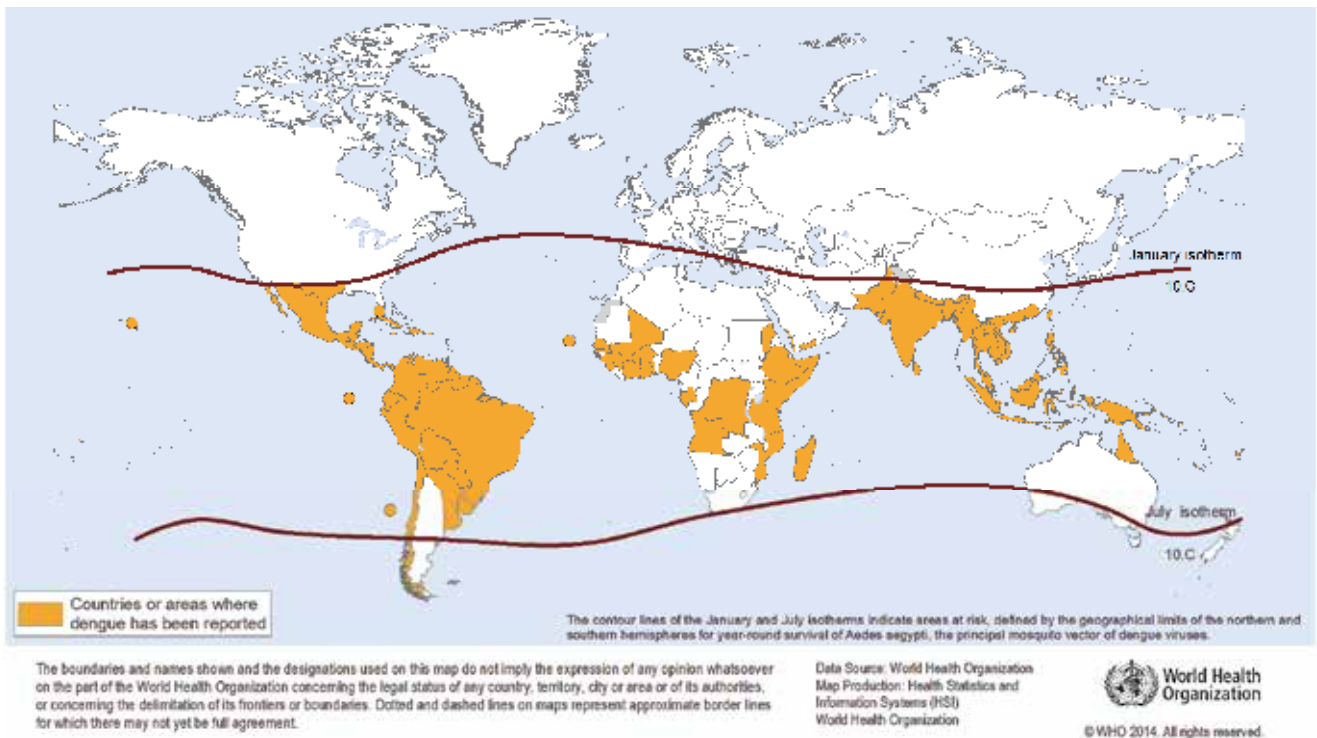 January isotherm
10.C
July isotherm
10.C
Countries or areas where
dengue has been reported
The contour lines of the January and July isotherms indicate areas at risk, defined by the geographical limits of the northern and
southern hemispheres for year-round survival of Aedes aegypti, the principal mosquito vector of dengue viruses.
The boundaries and names shown and the designations used on this map do not imply the expression of any opinion whatsoever
on the part of the World Health Organization concerning the legal status of any country, territory, city or area or of its authorities,
or concerning the delimitation of its frontiers or boundaries. Dotted and dashed lines on maps represent approximate border lines
for which there may not yet be full agreement.
Data Source: World Health Organization
Map Production: Health Statistics and
Information Systems (HSI)
World Health Organization
World Health
Organization
© WHO 2014. All rights reserved.